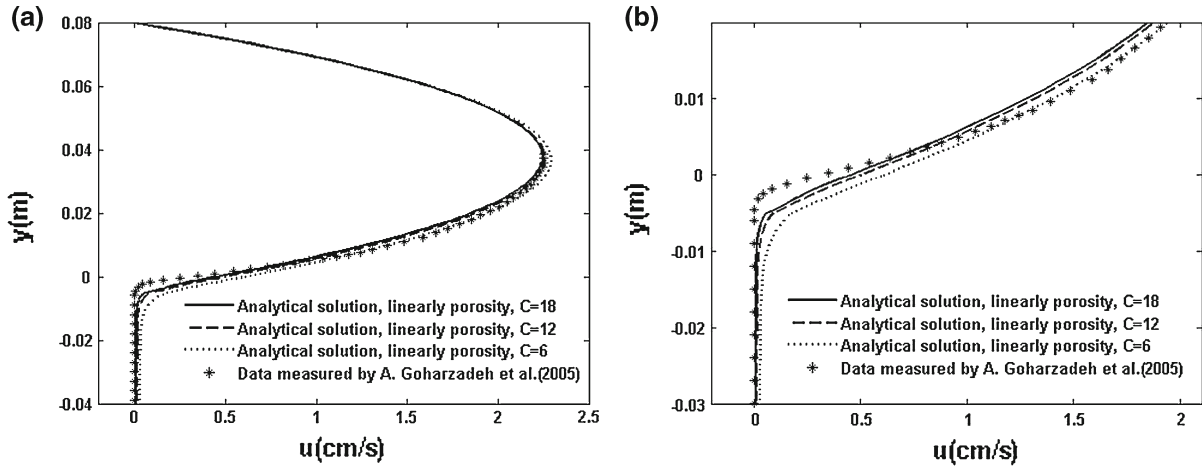 (a)
0.08
0.06
0.04
0.02
0
-0.02
-0.04
y(m)
Analytical solution, linearly porosity, C=18
Analytical solution, linearly porosity, C=12
Analytical solution, linearly porosity, C=6
Data measured by A. Goharzadeh et al.(2005)
0 0.5 1 1.5 2 2.5
u(cm/s)
(b)
0.01
0
-0.01
-0.02
-0.03
y(m)
Analytical solution, linearly porosity, C=18
Analytical solution, linearly porosity, C=12
Analytical solution, linearly porosity, C=6
Data measured by A. Goharzadeh et al.(2005)
0 0.5 1 1.5 2
u(cm/s)